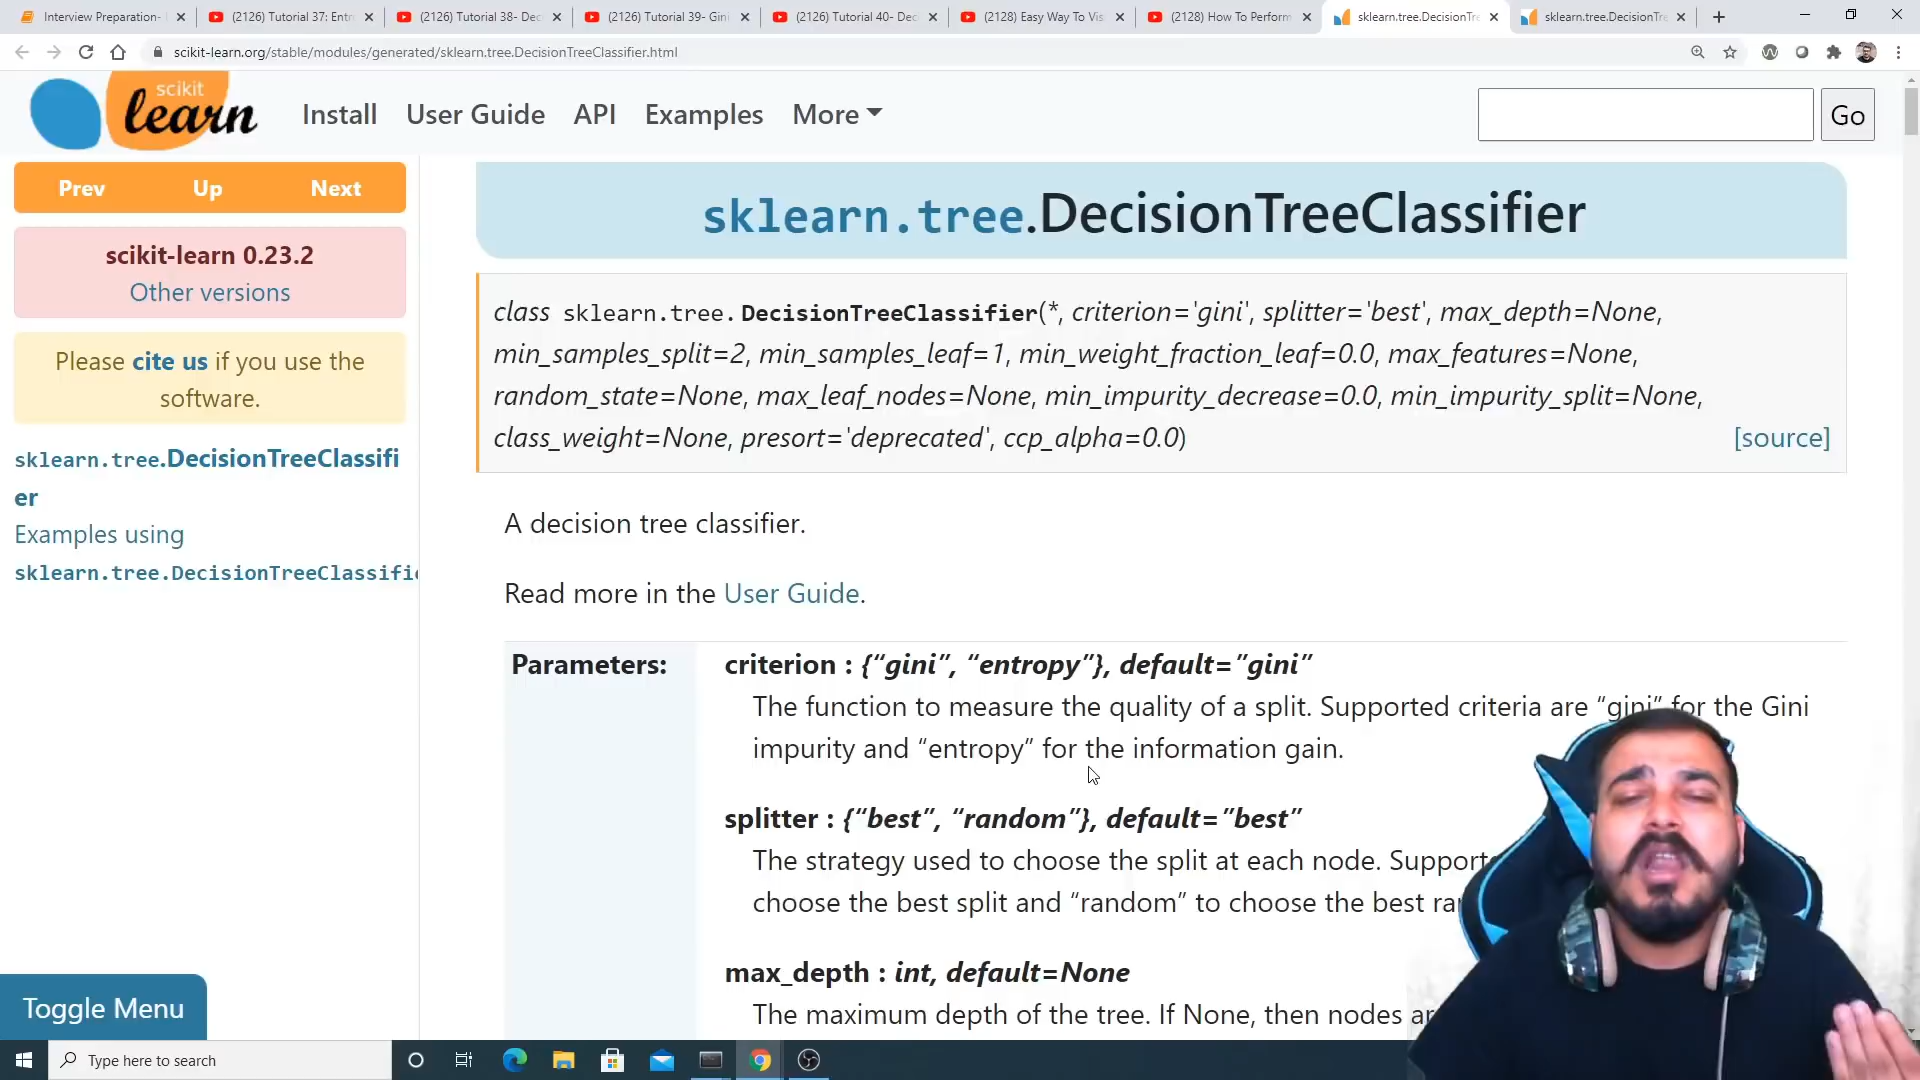 Interview Preparation-
(2126) Tutorial 37: Entr
(2126) Tutorial 38- Dec
(2126) Tutorial 39- Gini
(2126) Tutorial 40- Dec
(2128) Easy Way To Vis
(2128) How To Perform
sklearn.tree.DecisionTre
sklearn.tree.DecisionTre
scikit-learn.org/stable/modules/generated/sklearn.tree.DecisionTreeClassifier.html
scikit
learn
Install User Guide API Examples More
Go
Prev Up Next
scikit-learn 0.23.2
Other versions
Please cite us if you use the
software.
sklearn.tree.DecisionTreeClassifi
er
Examples using
sklearn.tree.DecisionTreeClassifie
sklearn.tree.DecisionTreeClassifier
class sklearn.tree.DecisionTreeClassifier(*, criterion='gini', splitter='best', max_depth=None,
min_samples_split=2, min_samples_leaf=1, min_weight_fraction_leaf=0.0, max_features=None,
random_state=None, max_leaf_nodes=None, min_impurity_decrease=0.0, min_impurity_split=None,
class_weight=None, presort='deprecated', ccp_alpha=0.0) [source]
A decision tree classifier.
Read more in the User Guide.
Parameters:
criterion : {“gini”, “entropy”}, default=”gini”
The function to measure the quality of a split. Supported criteria are “gini” for the Gini
impurity and “entropy” for the information gain.
splitter : {“best”, “random”}, default=”best”
The strategy used to choose the split at each node. Supporte
choose the best split and “random” to choose the best ra
max_depth : int, default=None
The maximum depth of the tree. If None, then nodes ar
Toggle Menu
Type here to search